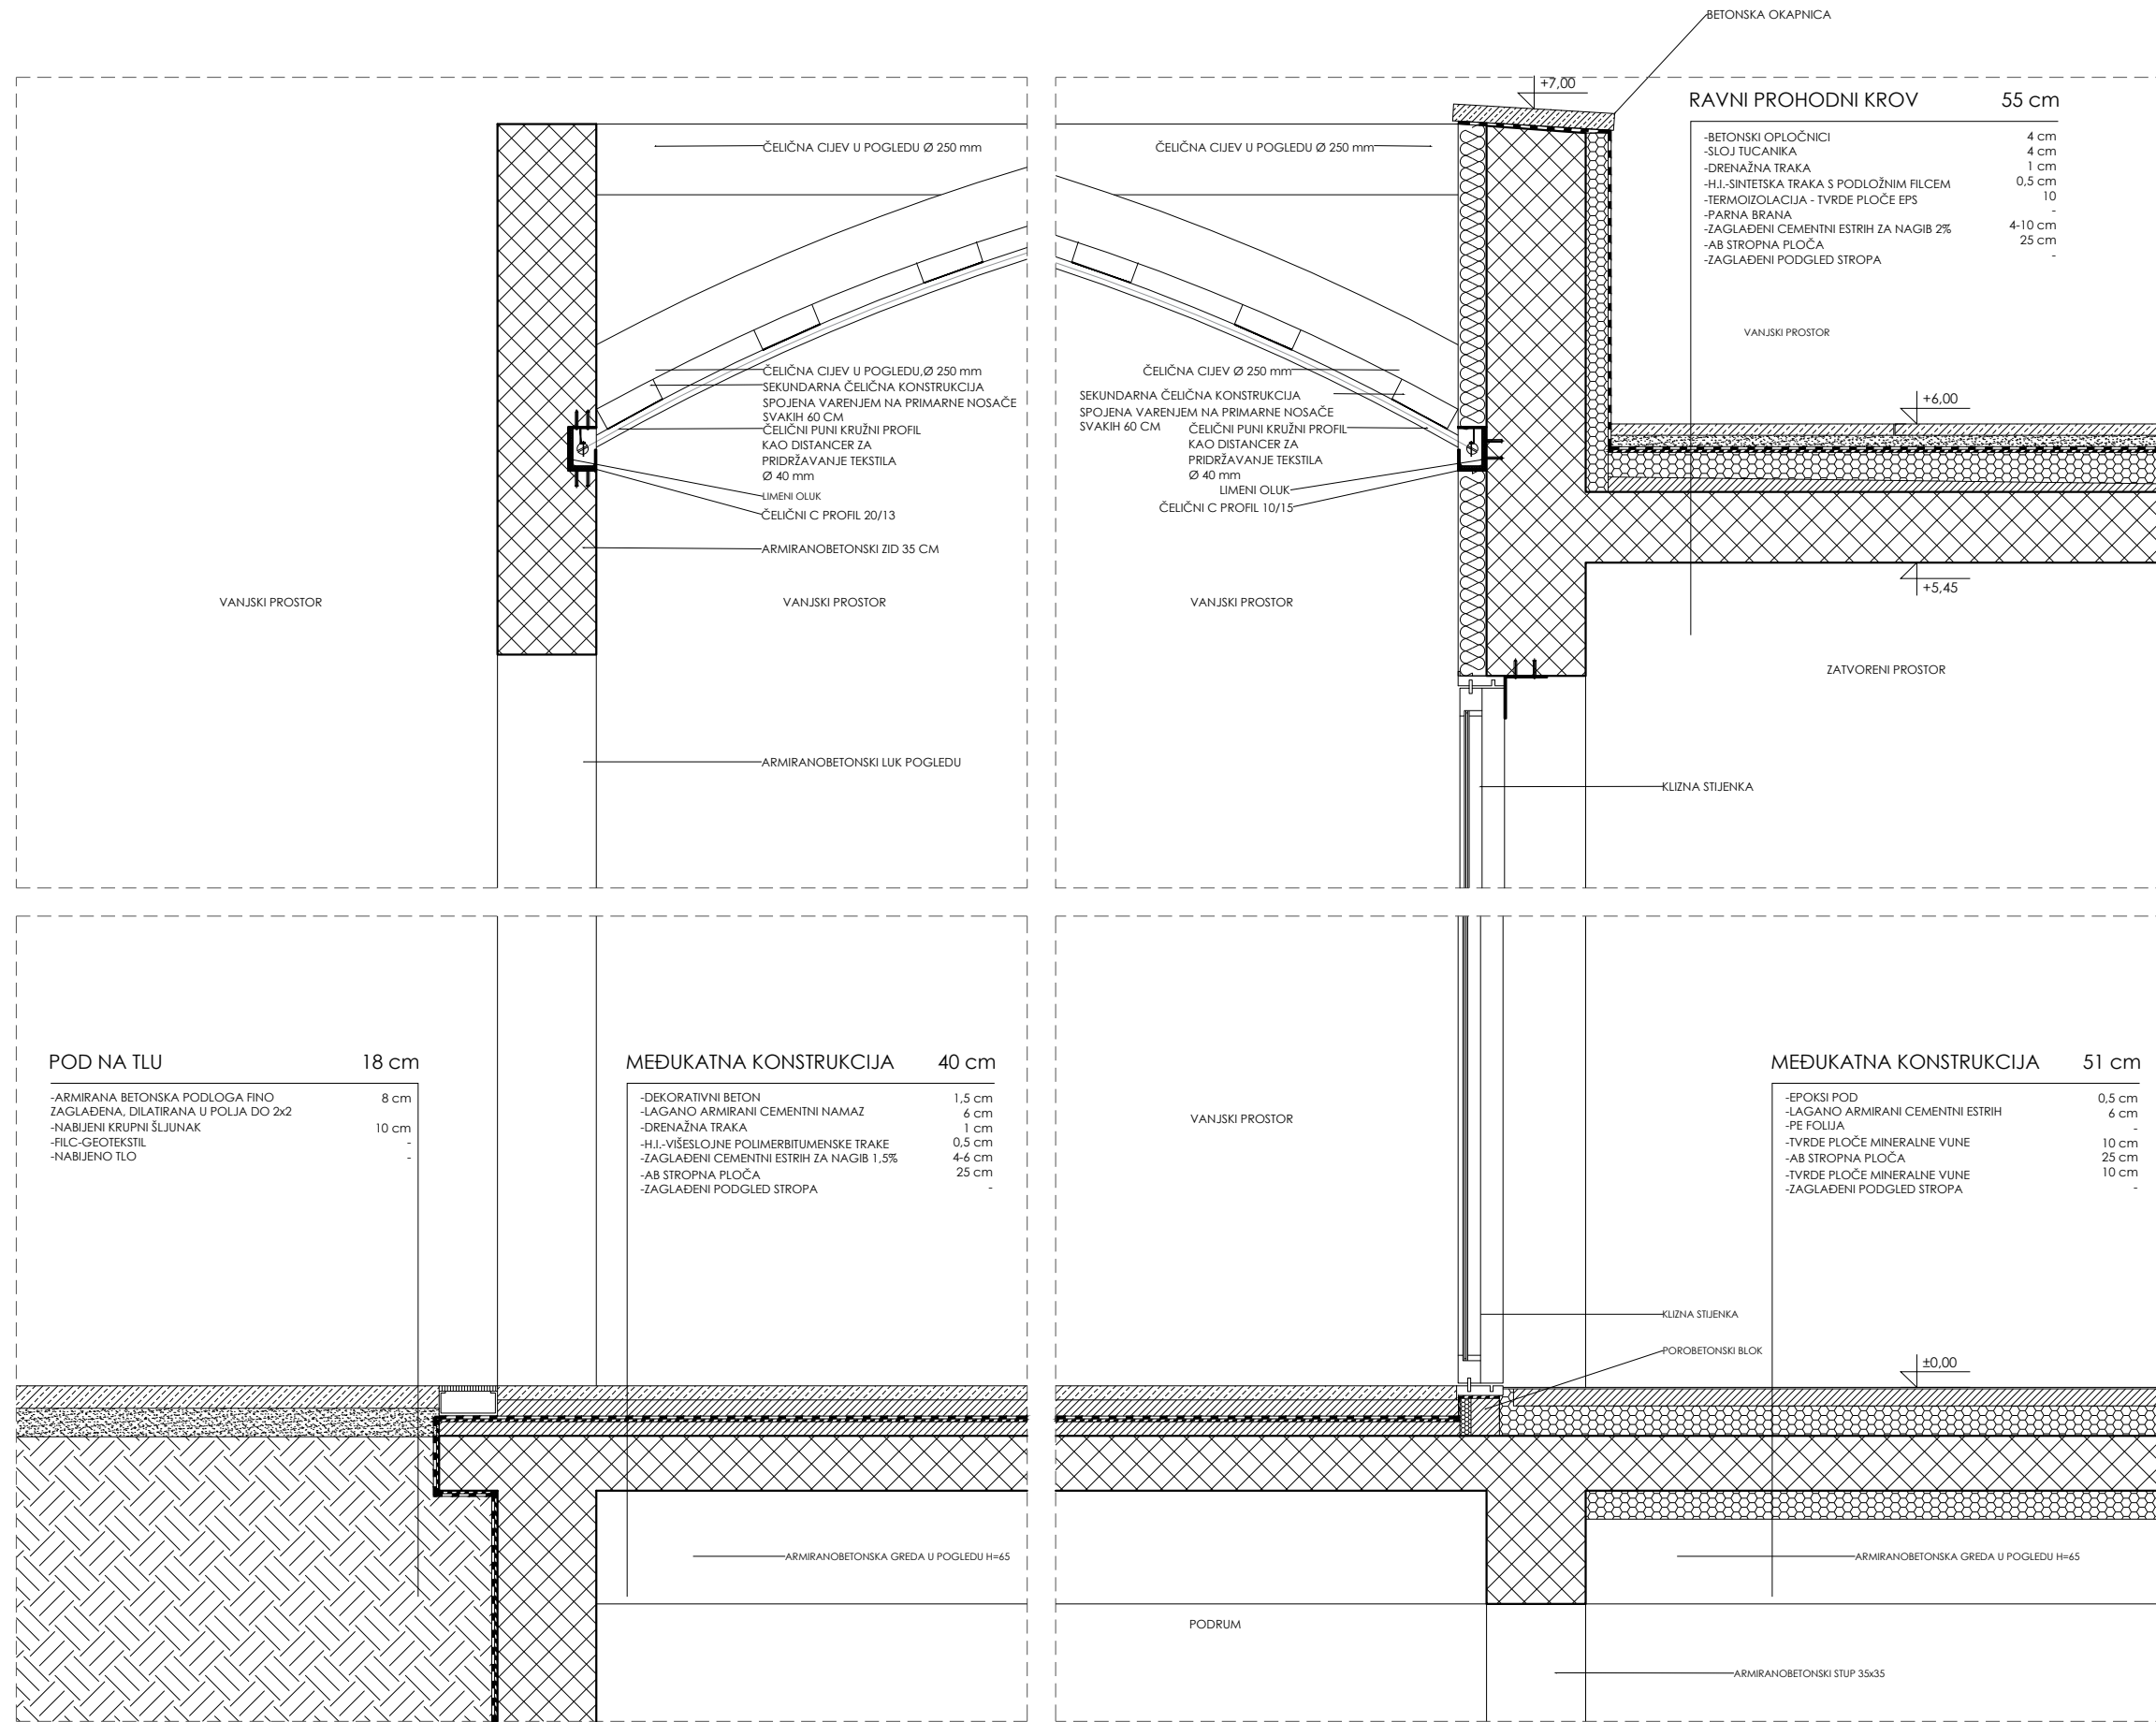 BETONSKA OKAPNICA
+7,00
RAVNI PROHODNI KROV 55 cm
-BETONSKI OPLOČNICI 4 cm
-SLOJ TUCANIKA 4 cm
-DRENAŽNA TRAKA 1 cm
-H.I.-SINTETSKA TRAKA S PODLOŽNIM FILCEM 0,5 cm
-TERMOIZOLACIJA - TVRDE PLOČE EPS 10
-PARNA BRANA -
-ZAGLAĐENI CEMENTNI ESTRIH ZA NAGIB 2% 4-10 cm
-AB STROPNA PLOČA 25 cm
-ZAGLAĐENI PODGLED STROPA -
VANJSKI PROSTOR
+6,00
+5,45
ZATVORENI PROSTOR
ČELIČNA CIJEV U POGLEDU Ø 250 mm
ČELIČNA CIJEV U POGLEDU,Ø 250 mm
SEKUNDARNA ČELIČNA KONSTRUKCIJA
SPOJENA VARENJEM NA PRIMARNE NOSAČE
SVAKIH 60 CM
ČELIČNI PUNI KRUŽNI PROFIL
KAO DISTANCER ZA
PRIDRŽAVANJE TEKSTILA
Ø 40 mm
LIMENI OLUK
ČELIČNI C PROFIL 20/13
ARMIRANOBETONSKI ZID 35 CM
VANJSKI PROSTOR
VANJSKI PROSTOR
ARMIRANOBETONSKI LUK POGLEDU
ČELIČNA CIJEV U POGLEDU Ø 250 mm
ČELIČNA CIJEV Ø 250 mm
SEKUNDARNA ČELIČNA KONSTRUKCIJA
SPOJENA VARENJEM NA PRIMARNE NOSAČE
SVAKIH 60 CM
ČELIČNI PUNI KRUŽNI PROFIL
KAO DISTANCER ZA
PRIDRŽAVANJE TEKSTILA
Ø 40 mm
LIMENI OLUK
ČELIČNI C PROFIL 10/15
VANJSKI PROSTOR
KLIZNA STIJENKA
POD NA TLU 18 cm
-ARMIRANA BETONSKA PODLOGA FINO 8 cm
ZAGLAĐENA, DILATIRANA U POLJA DO 2x2
-NABIJENI KRUPNI ŠLJUNAK 10 cm
-FILC-GEOTEKSTIL -
-NABIJENO TLO -
MEĐUKATNA KONSTRUKCIJA 40 cm
-DEKORATIVNI BETON 1,5 cm
-LAGANO ARMIRANI CEMENTNI NAMAZ 6 cm
-DRENAŽNA TRAKA 1 cm
-H.I.-VIŠESLOJNE POLIMERBITUMENSKE TRAKE 0,5 cm
-ZAGLAĐENI CEMENTNI ESTRIH ZA NAGIB 1,5% 4-6 cm
-AB STROPNA PLOČA 25 cm
-ZAGLAĐENI PODGLED STROPA -
VANJSKI PROSTOR
MEĐUKATNA KONSTRUKCIJA 51 cm
-EPOKSI POD 0,5 cm
-LAGANO ARMIRANI CEMENTNI ESTRIH 6 cm
-PE FOLIJA -
-TVRDE PLOČE MINERALNE VUNE 10 cm
-AB STROPNA PLOČA 25 cm
-TVRDE PLOČE MINERALNE VUNE 10 cm
-ZAGLAĐENI PODGLED STROPA -
KLIZNA STIJENKA
POROBETONSKI BLOK
±0,00
ARMIRANOBETONSKA GREDA U POGLEDU H=65
ARMIRANOBETONSKA GREDA U POGLEDU H=65
PODRUM
ARMIRANOBETONSKI STUP 35x35